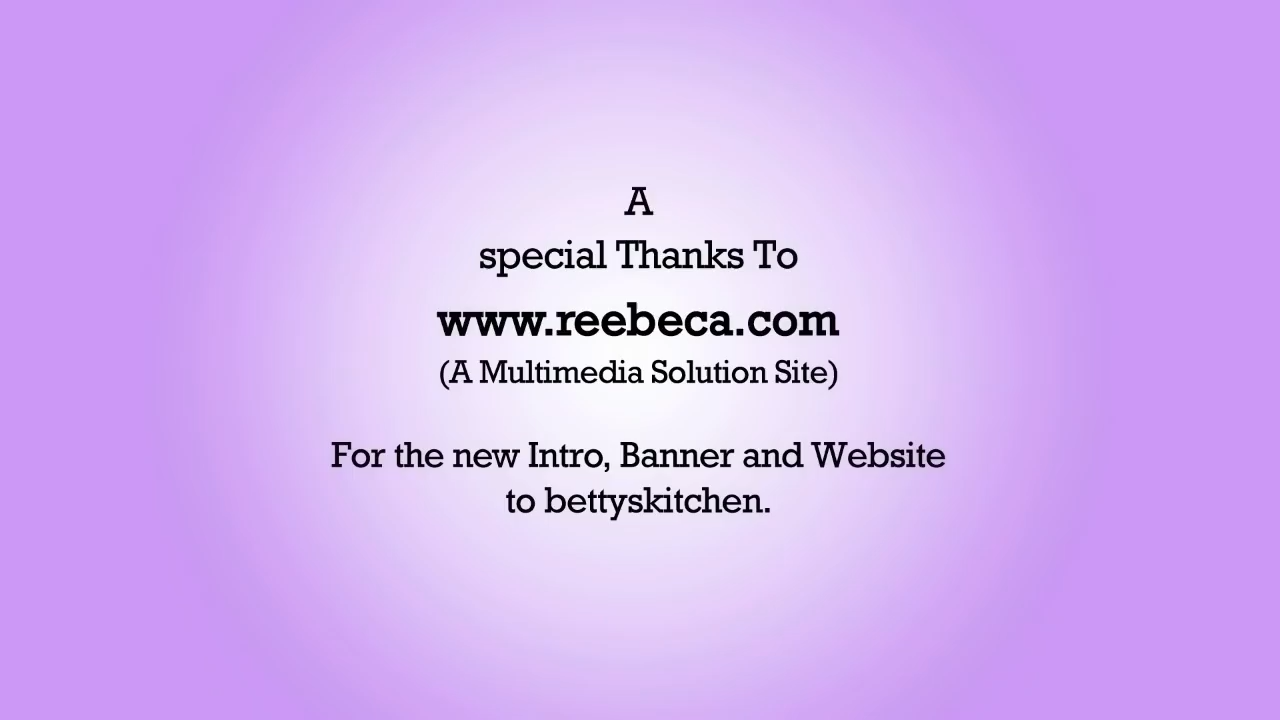 A
special Thanks To
www.reebeca.com
(A Multimedia Solution Site)
For the new Intro, Banner and Website
to bettyskitchen.